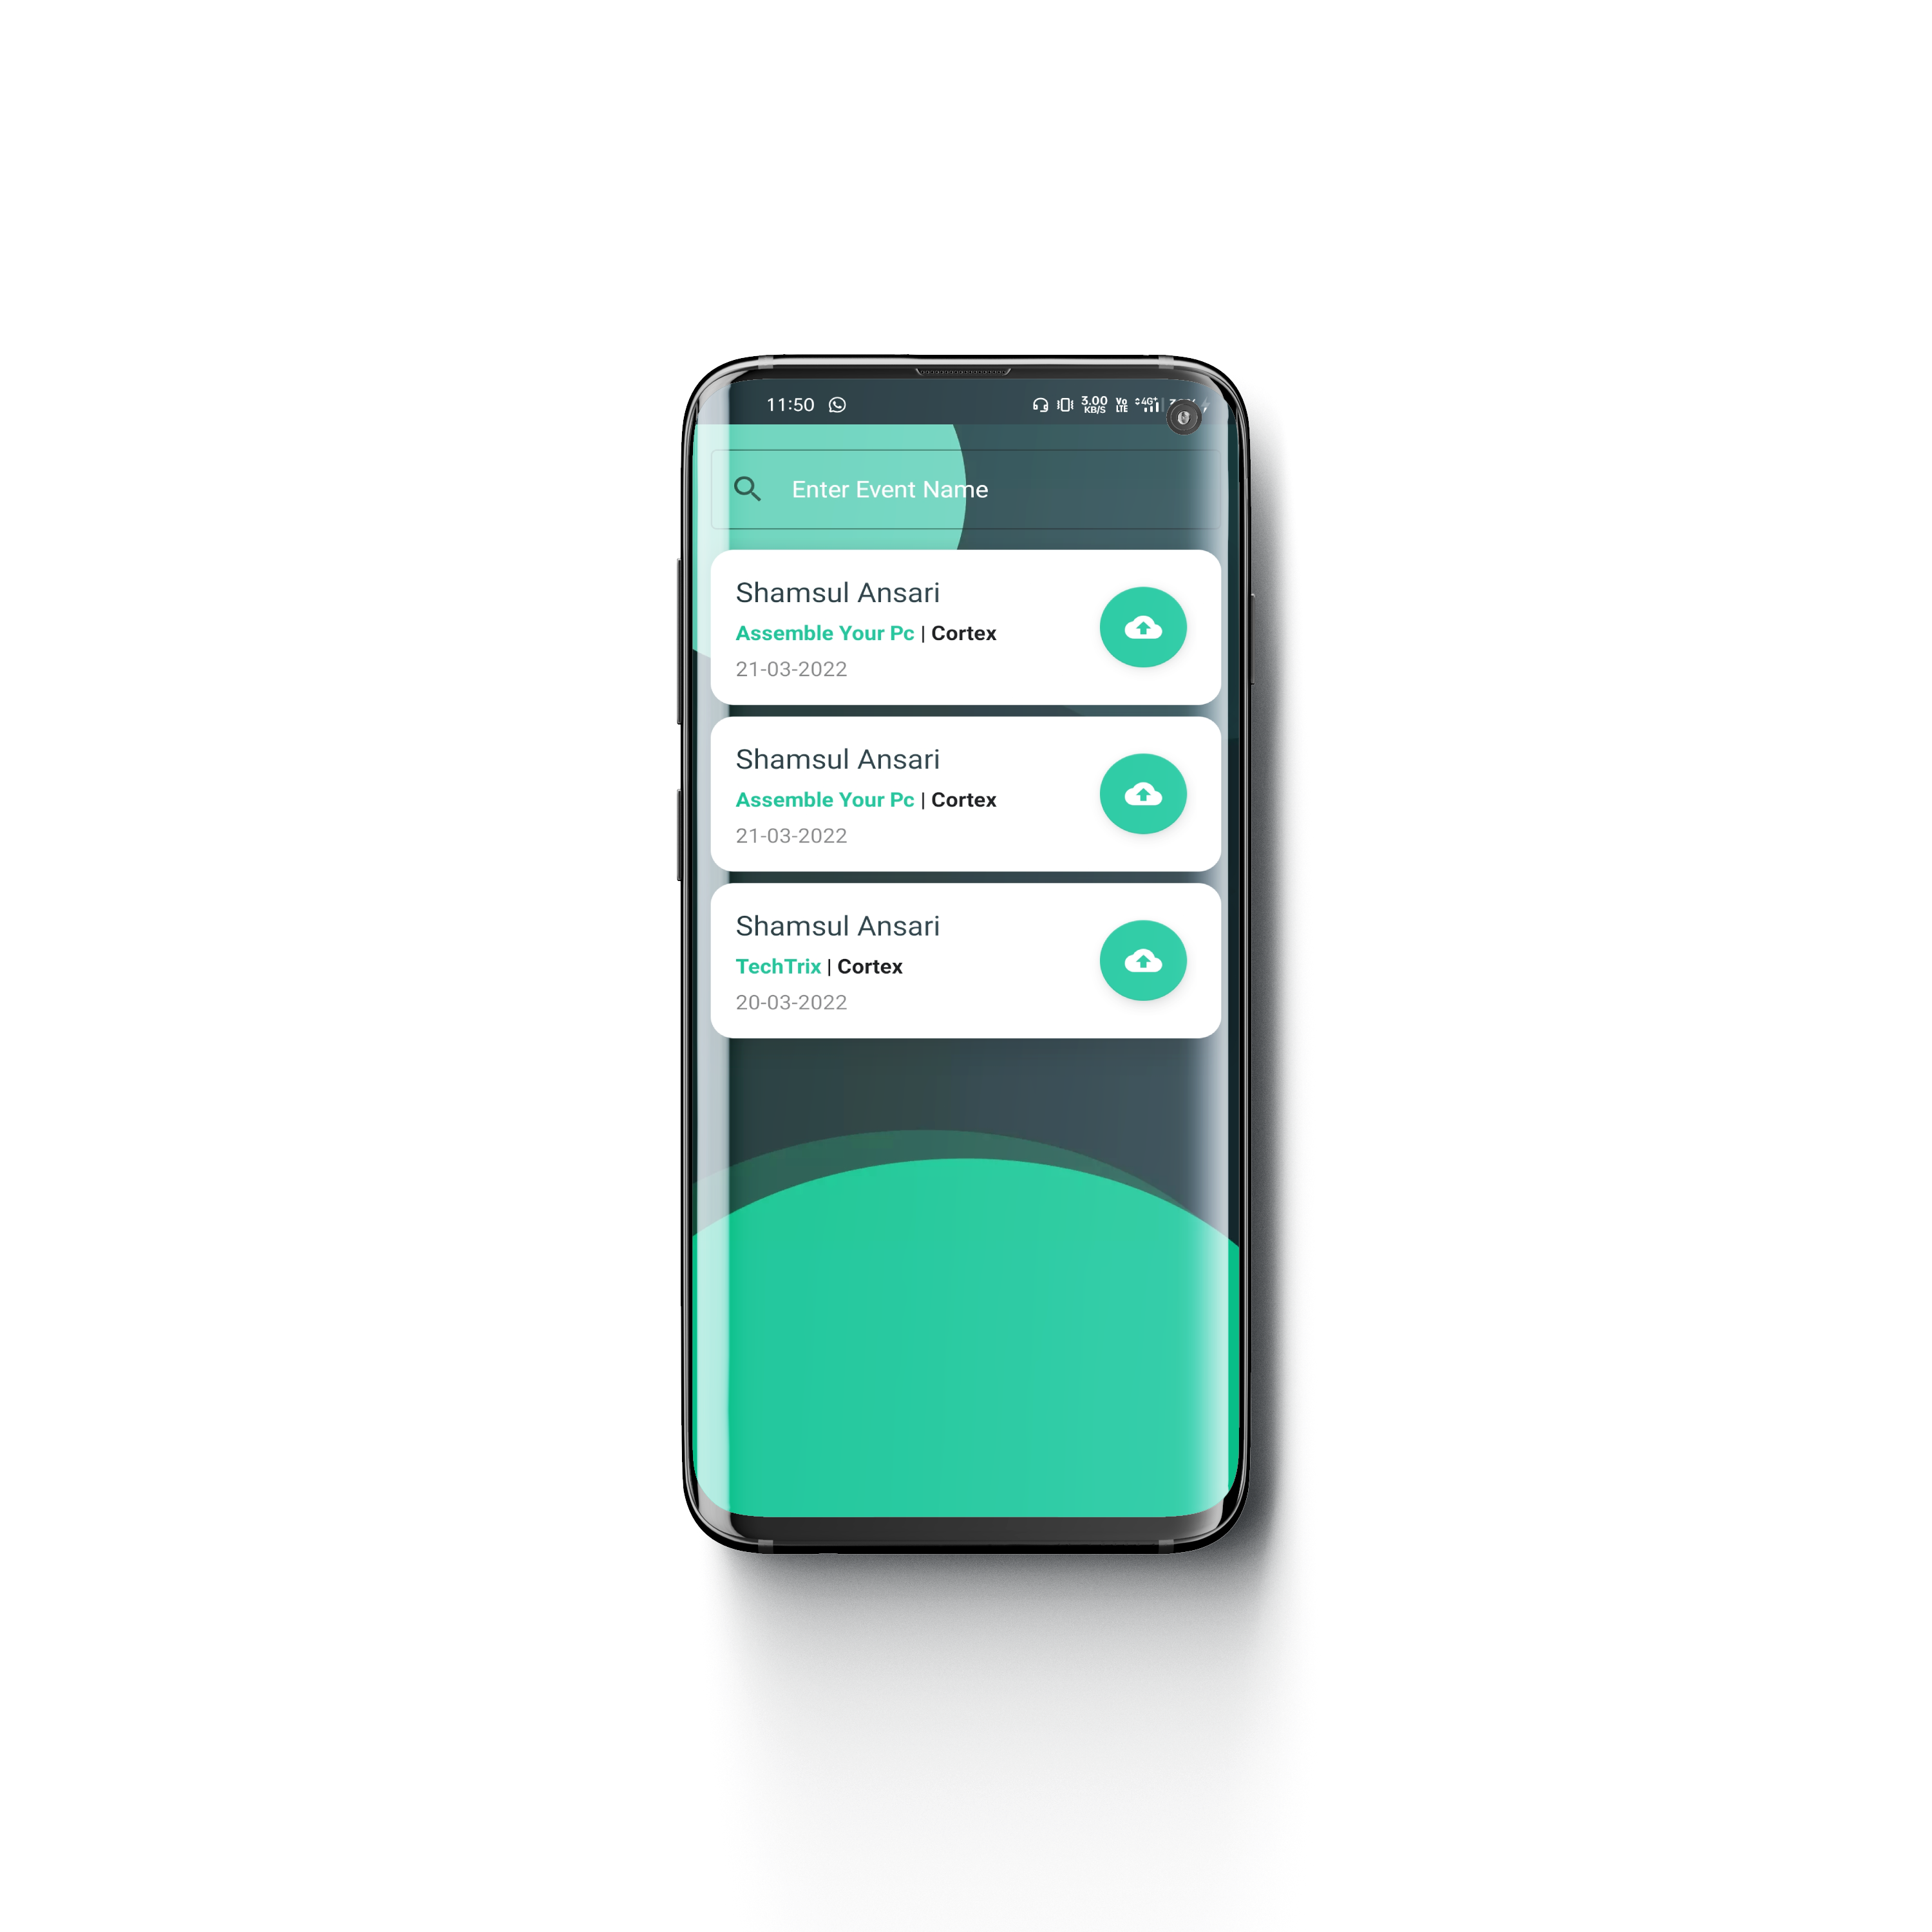 11:50 3.00 KB/S Vo LTE 4G+
Enter Event Name
Shamsul Ansari
Assemble Your Pc | Cortex
21-03-2022
Shamsul Ansari
Assemble Your Pc | Cortex
21-03-2022
Shamsul Ansari
TechTrix | Cortex
20-03-2022